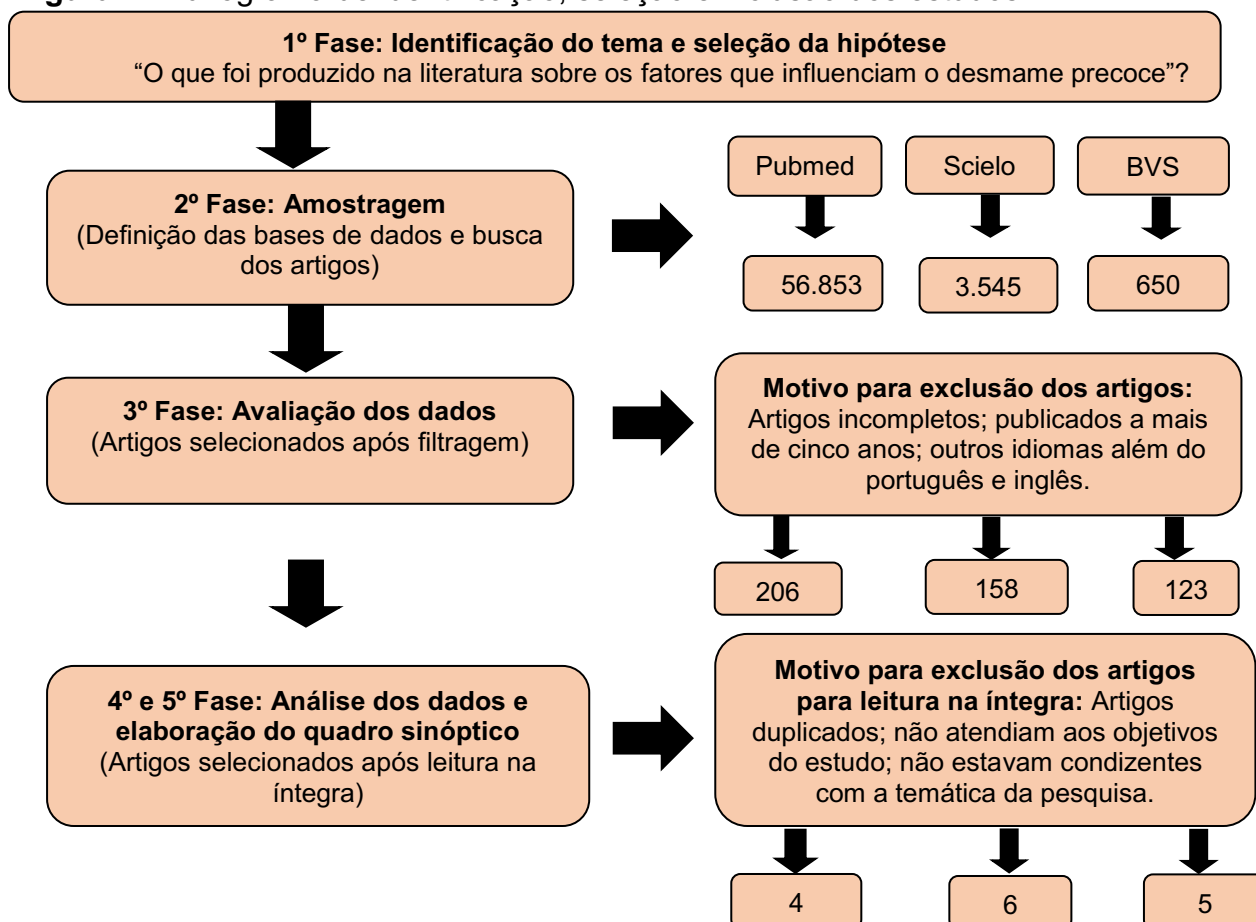 1º Fase: Identificação do tema e seleção da hipótese
“O que foi produzido na literatura sobre os fatores que influenciam o desmame precoce”?
2º Fase: Amostragem
(Definição das bases de dados e busca
dos artigos)
Pubmed
Scielo
BVS
56.853
3.545
650
3º Fase: Avaliação dos dados
(Artigos selecionados após filtragem)
Motivo para exclusão dos artigos:
Artigos incompletos; publicados a mais
de cinco anos; outros idiomas além do
português e inglês.
206
158
123
4º e 5º Fase: Análise dos dados e
elaboração do quadro sinóptico
(Artigos selecionados após leitura na
íntegra)
Motivo para exclusão dos artigos
para leitura na íntegra: Artigos
duplicados; não atendiam aos objetivos
do estudo; não estavam condizentes
com a temática da pesquisa.
4
6
5